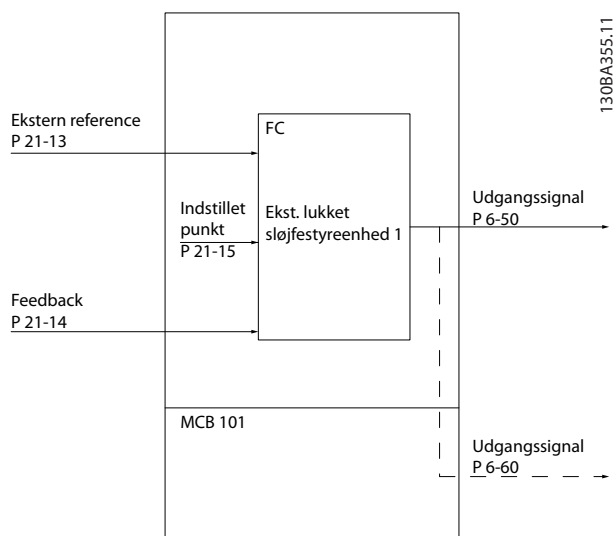 130BA355.11
Ekstern reference
P 21-13
FC
Indstillet
punkt
P 21-15
Ekst. lukket
sløjfestyreenhed 1
Udgangssignal
P 6-50
Feedback
P 21-14
MCB 101
Udgangssignal
P 6-60